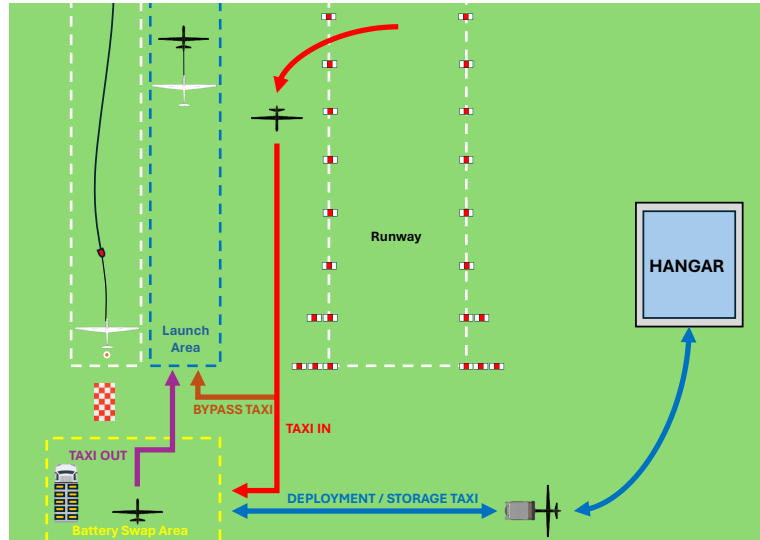 Runway
HANGAR
Launch
Area
BYPASS TAXI
TAXI IN
TAXI OUT
DEPLOYMENT / STORAGE TAXI
Battery Swap Area